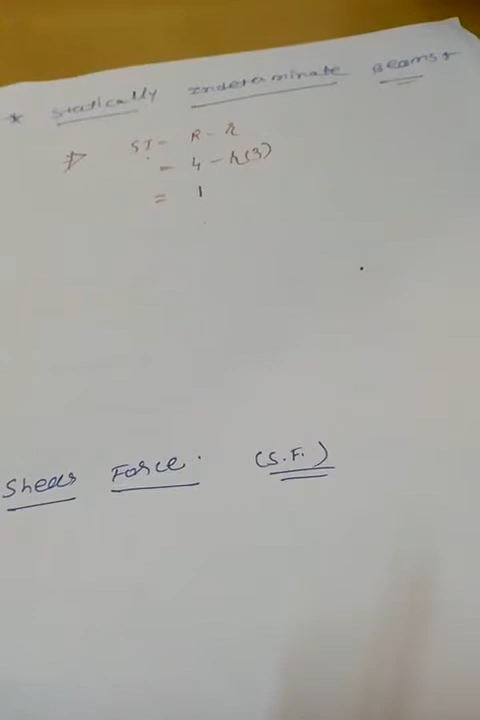 * Statically Indeterminate Beams:
⇒ SI = R - r
= 4 - r(3)
= 1
Shear Force. (S.F.)